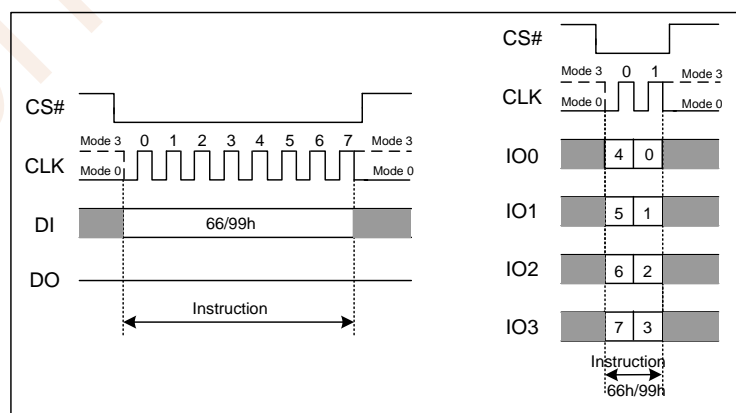 CS#
Mode 3 0 1 2 3 4 5 6 7 Mode 3
CLK
Mode 0 Mode 0
DI 66/99h
DO
Instruction
CS#
Mode 3 0 1 Mode 3
CLK
Mode 0 Mode 0
IO0 4 0
IO1 5 1
IO2 6 2
IO3 7 3
Instruction
66h/99h